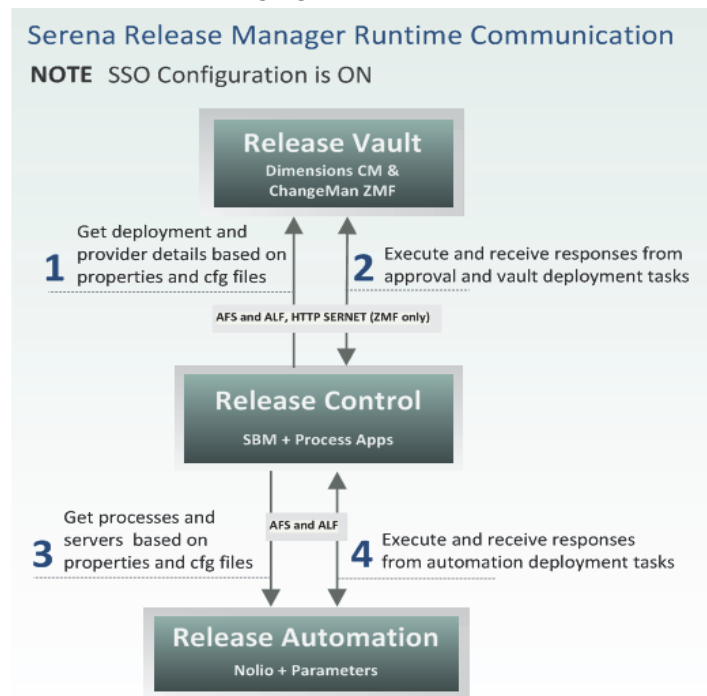 Serena Release Manager Runtime Communication
NOTE SSO Configuration is ON
Release Vault
Dimensions CM &
ChangeMan ZMF
1
Get deployment and
provider details based on
properties and cfg files
2
Execute and receive responses from
approval and vault deployment tasks
AFS and ALF, HTTP SERNET (ZMF only)
Release Control
SBM + Process Apps
3
Get processes and
servers based on
properties and cfg files
AFS and ALF
4
Execute and receive responses
from automation deployment tasks
Release Automation
Nolio + Parameters